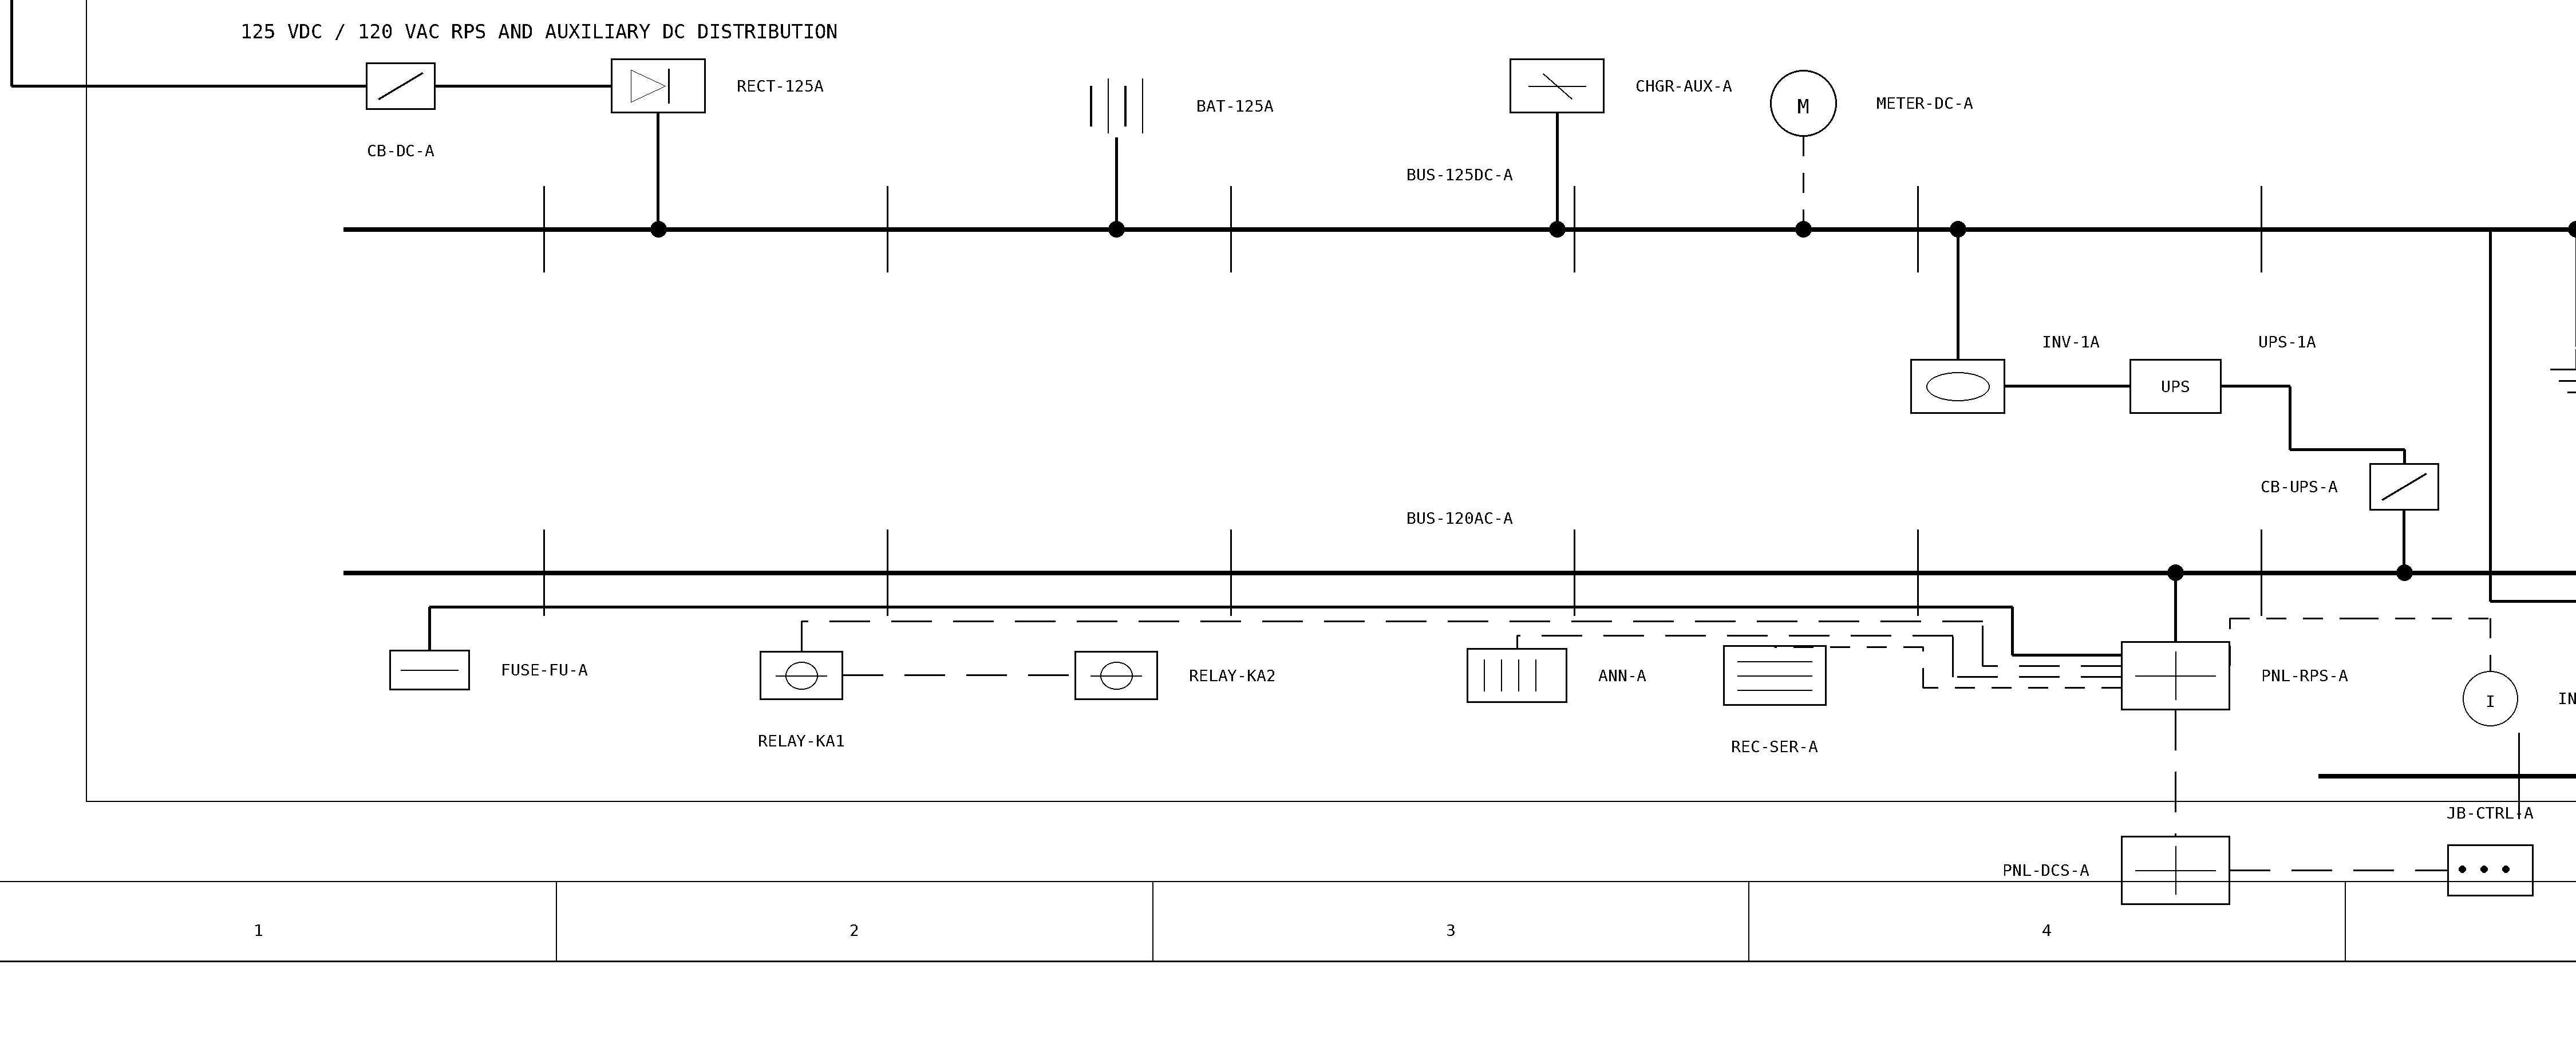 125 VDC / 120 VAC RPS AND AUXILIARY DC DISTRIBUTION
RECT-125A
CHGR-AUX-A
METER-DC-A
M
BAT-125A
CB-DC-A
BUS-125DC-A
INV-1A
UPS-1A
UPS
CB-UPS-A
BUS-120AC-A
FUSE-FU-A
RELAY-KA2
ANN-A
PNL-RPS-A
I
IN
RELAY-KA1
REC-SER-A
JB-CTRL-A
PNL-DCS-A
1
2
3
4